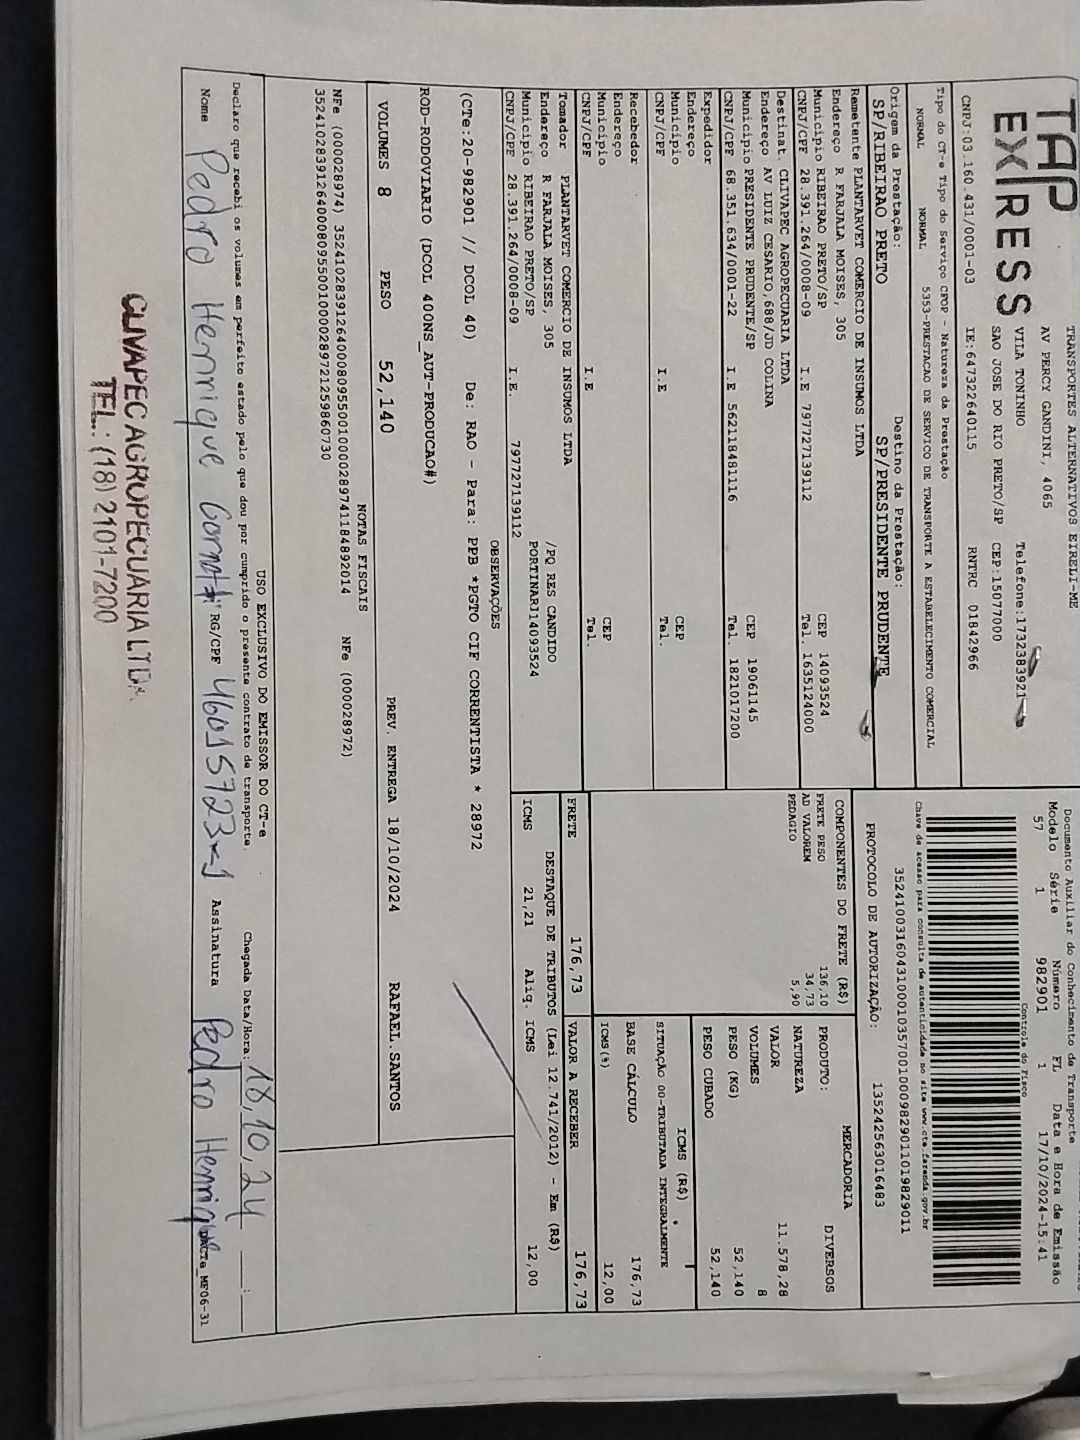 TAP
EXPRESS
TRANSPORTES ALTERNATIVOS EIRELI-ME
AV PERCY GANDINI, 4065
VILA TONINHO Telefone:1732383921
SAO JOSE DO RIO PRETO/SP CEP:15077000
CNPJ:03.160.431/0001-03 IE:647322640115 RNTRC 01842966
Documento Auxiliar do Conhecimento de Transporte
Modelo Série Número FL Data e Hora de Emissão
57 1 982901 1 17/10/2024-15:41
Controle do Fisco
Chave de acesso para consulta de autenticidade no site www.cte.fazenda.gov.br
35241003160431000103570010009829011019829011
PROTOCOLO DE AUTORIZAÇÃO: 135242563016483
Tipo do CT-e Tipo do Serviço CFOP - Natureza da Prestação
NORMAL NORMAL 5353-PRESTACAO DE SERVICO DE TRANSPORTE A ESTABELECIMENTO COMERCIAL
Origem da Prestação: Destino da Prestação:
SP/RIBEIRAO PRETO SP/PRESIDENTE PRUDENTE
Remetente PLANTARVET COMERCIO DE INSUMOS LTDA
Endereço R FARJALA MOISES, 305
Município RIBEIRAO PRETO/SP CEP 14093524
CNPJ/CPF 28.391.264/0008-09 I.E 797727139112 Tel. 1635124000
Destinat. CLIVAPEC AGROPECUARIA LTDA
Endereço AV LUIZ CESARIO,688/JD COLINA
Município PRESIDENTE PRUDENTE/SP CEP 19061145
CNPJ/CPF 68.351.634/0001-22 I.E 562118481116 Tel. 1821017200
Expedidor
Endereço
Município CEP
CNPJ/CPF I.E Tel.
Recebedor
Endereço
Município CEP
CNPJ/CPF I.E Tel.
Tomador PLANTARVET COMERCIO DE INSUMOS LTDA
Endereço R FARJALA MOISES, 305 /PQ RES CANDIDO
Município RIBEIRAO PRETO/SP PORTINARI14093524
CNPJ/CPF 28.391.264/0008-09 I.E. 797727139112
COMPONENTES DO FRETE (R$)
FRETE PESO 136,10
AD VALOREM 34,73
PEDAGIO 5,90
MERCADORIA
PRODUTO: DIVERSOS
NATUREZA
VALOR 11.578,28
VOLUMES 8
PESO (KG) 52,140
PESO CUBADO 52,140
ICMS (R$)
SITUAÇÃO 00-TRIBUTADA INTEGRALMENTE
BASE CÁLCULO 176,73
ICMS(%) 12,00
FRETE 176,73 VALOR A RECEBER 176,73
DESTAQUE DE TRIBUTOS (Lei 12.741/2012) - Em (R$)
ICMS 21,21 Aliq. ICMS 12,00
OBSERVAÇÕES
(CTe:20-982901 // DCOL 40) De: RAO - Para: PPB *PGTO CIF CORRENTISTA * 28972
ROD-RODOVIARIO (DCOL 400NS_AUT-PRODUCAO#)
VOLUMES 8 PESO 52,140 PREV. ENTREGA 18/10/2024 RAFAEL.SANTOS
NOTAS FISCAIS
NFe (000028974) 35241028391264000809550010000289741184892014 NFe (000028972)
35241028391264000809550010000289721259860730
USO EXCLUSIVO DO EMISSOR DO CT-e
Declaro que recebi os volumes em perfeito estado pelo que dou por cumprido o presente contrato de transporte. Chegada Data/Hora: 18,10,24 __:__
Nome Pedro Henrique RG/CPF Assinatura Pedro Henrique
DACTe_MF06-31
CLIVAPEC AGROPECUÁRIA LTDA.
TEL.: (18) 2101-7200